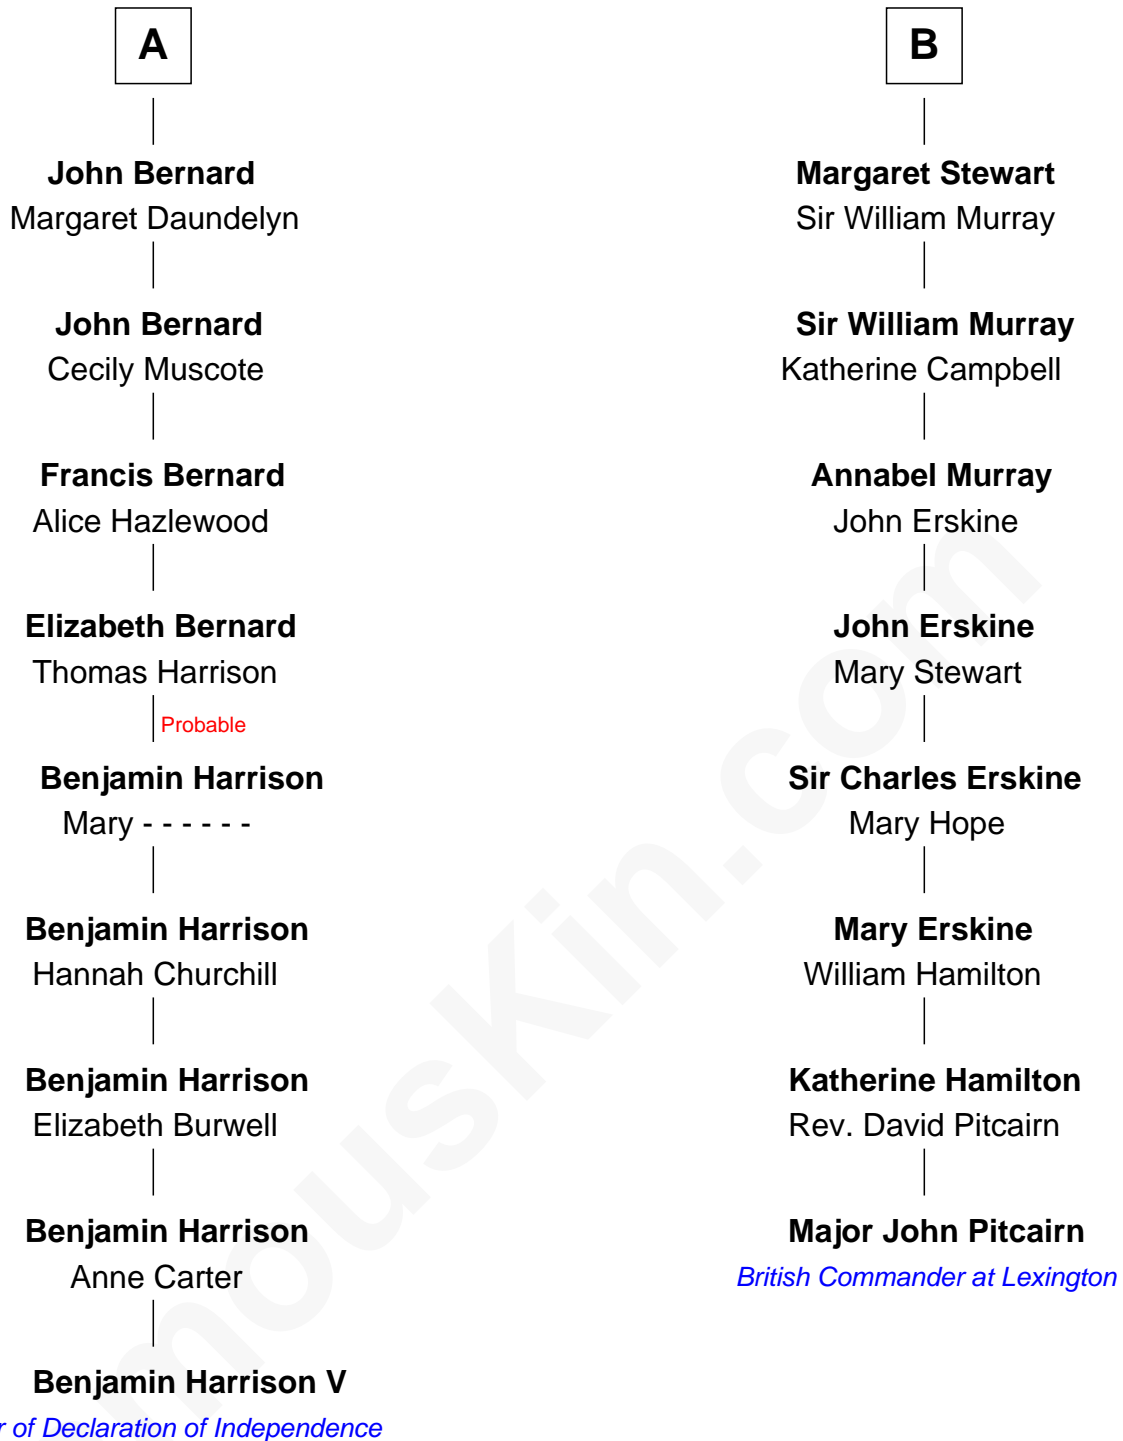 A
John Bernard
Margaret Daundelyn
John Bernard
Cecily Muscote
Francis Bernard
Alice Hazlewood
Elizabeth Bernard
Thomas Harrison
Probable
Benjamin Harrison
Mary - - - - - -
Benjamin Harrison
Hannah Churchill
Benjamin Harrison
Elizabeth Burwell
Benjamin Harrison
Anne Carter
Benjamin Harrison V
r of Declaration of Independence
B
Margaret Stewart
Sir William Murray
Sir William Murray
Katherine Campbell
Annabel Murray
John Erskine
John Erskine
Mary Stewart
Sir Charles Erskine
Mary Hope
Mary Erskine
William Hamilton
Katherine Hamilton
Rev. David Pitcairn
Major John Pitcairn
British Commander at Lexington
mousKin.com